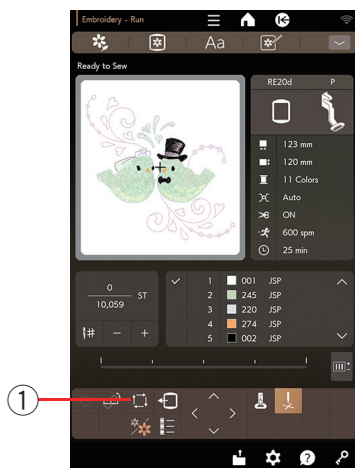 Embroidery - Run
Aa
Ready to Sew
RE20d P
123 mm
120 mm
11 Colors
Auto
ON
600 spm
25 min
0
10,059
ST
1 001 JSP
2 245 JSP
3 220 JSP
4 274 JSP
5 002 JSP
# - +
1
?